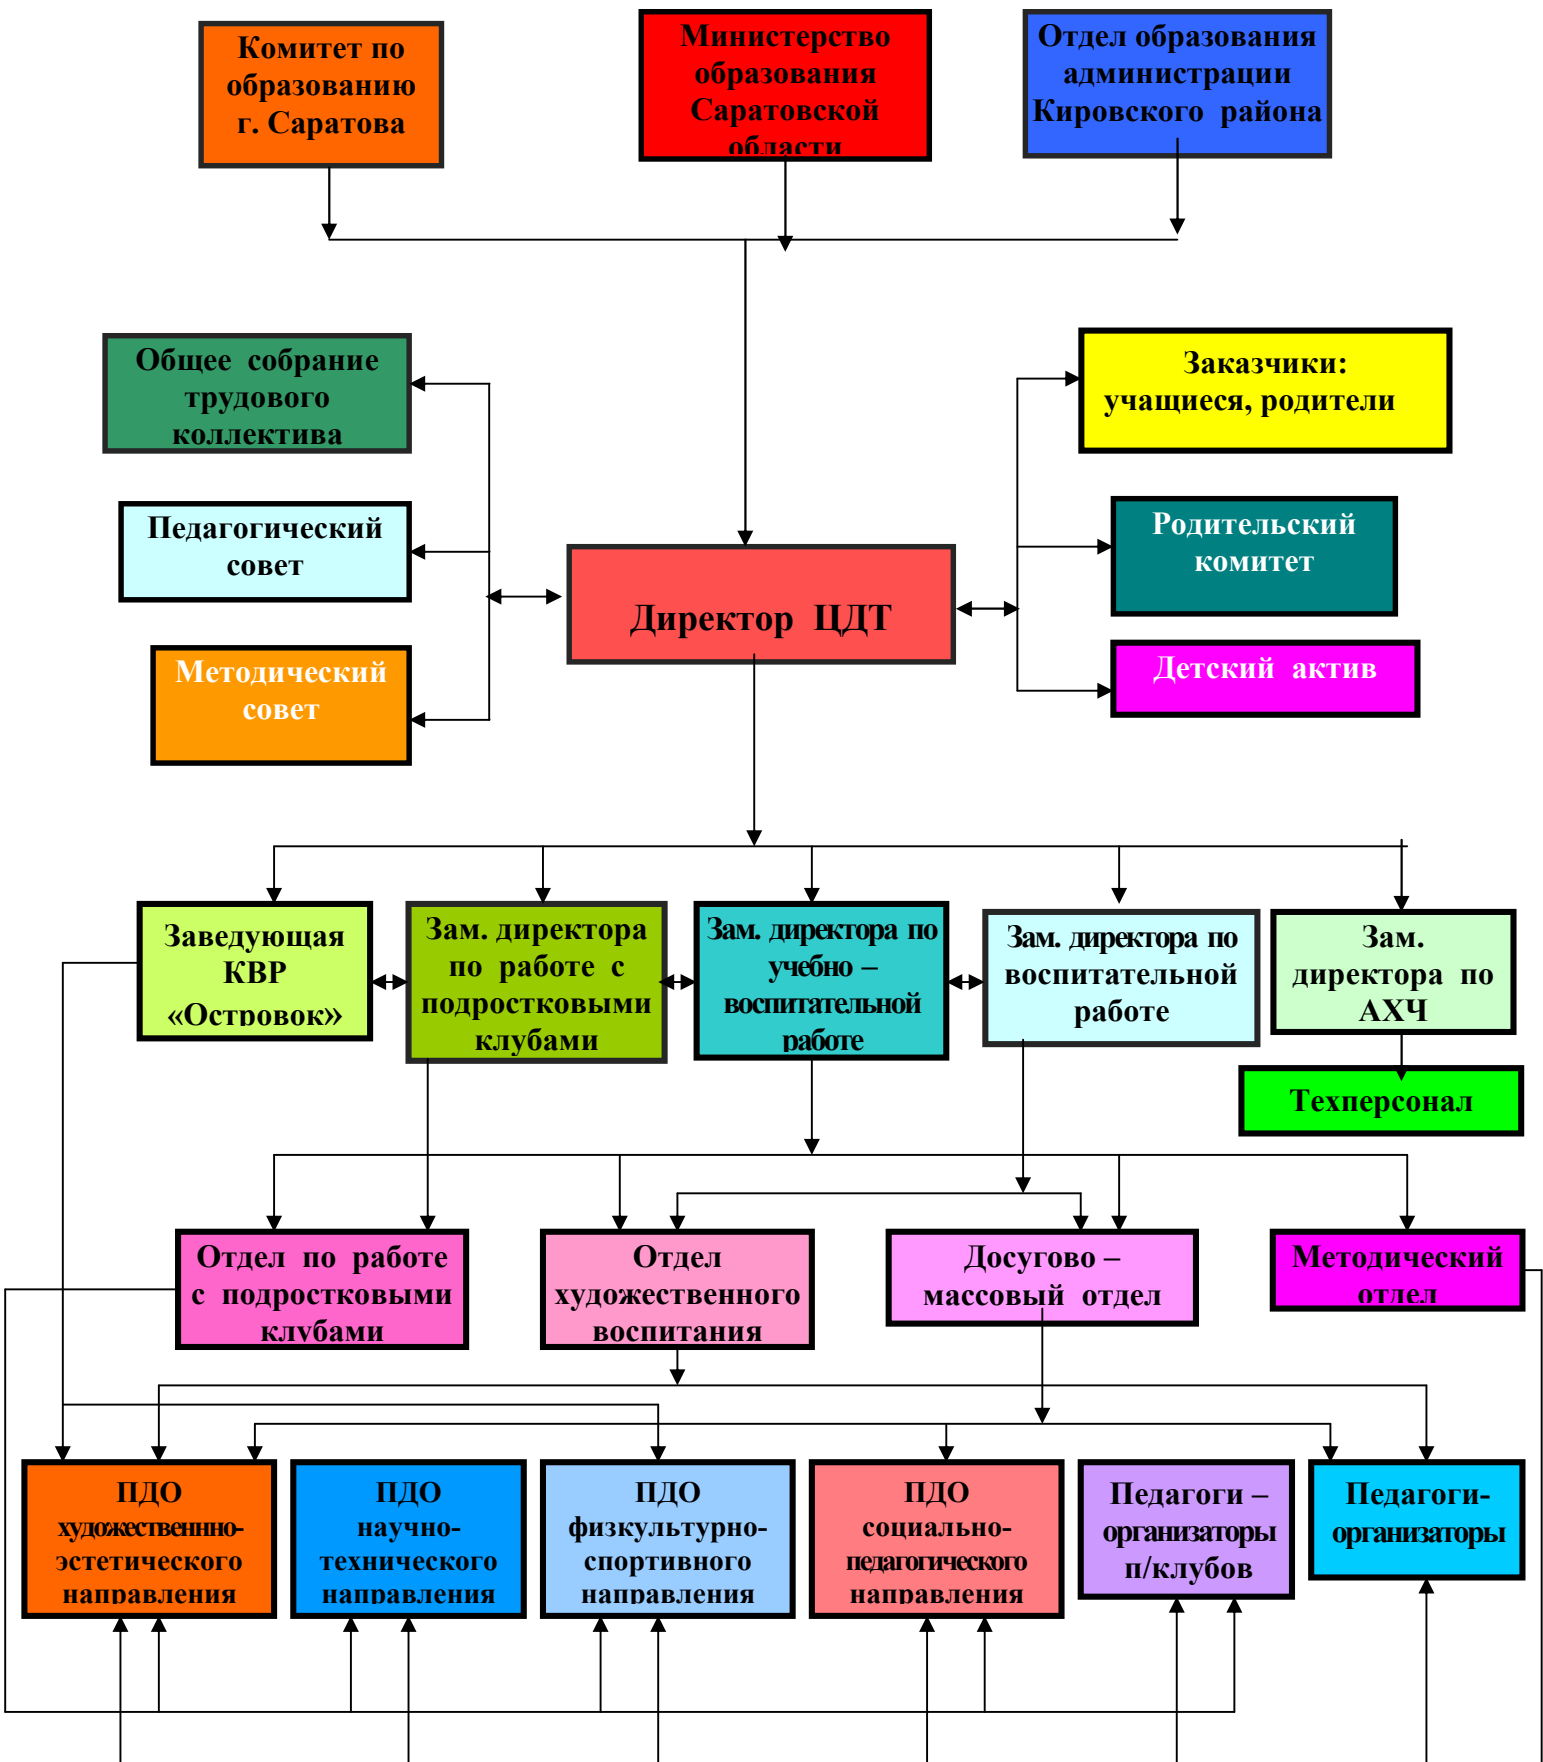 Комитет по
образованию
г. Саратова
Министерство
образования
Саратовской
области
Отдел образования
администрации
Кировского района
Общее собрание
трудового
коллектива
Заказчики:
учащиеся, родители
Педагогический
совет
Родительский
комитет
Директор ЦДТ
Методический
совет
Детский актив
Заведующая
КВР
«Островок»
Зам. директора
по работе с
подростковыми
клубами
Зам. директора по
учебно –
воспитательной
работе
Зам. директора по
воспитательной
работе
Зам.
директора по
АХЧ
Техперсонал
Отдел по работе
с подростковыми
клубами
Отдел
художественного
воспитания
Досугово –
массовый отдел
Методический
отдел
ПДО
художественнно-
эстетического
направления
ПДО
научно-
технического
направления
ПДО
физкультурно-
спортивного
направления
ПДО
социально-
педагогического
направления
Педагоги –
организаторы
п/клубов
Педагоги-
организаторы